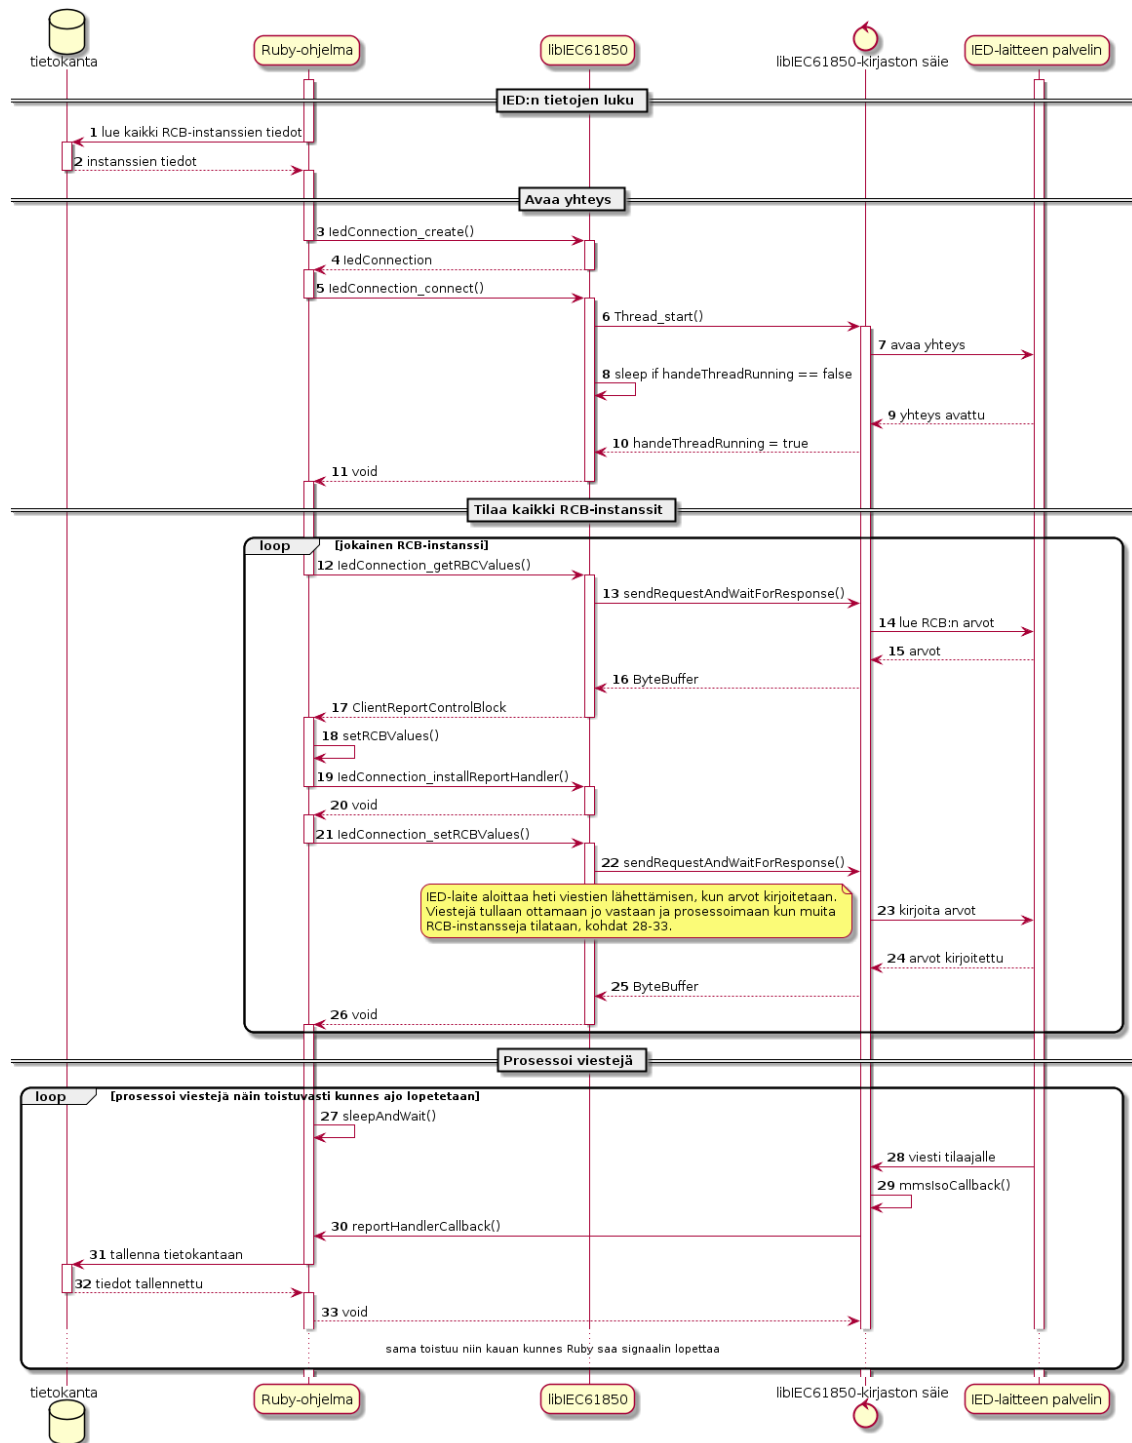 tietokanta
Ruby-ohjelma
libIEC61850
libIEC61850-kirjaston säie
IED-laitteen palvelin
IED:n tietojen luku
1 lue kaikki RCB-instanssien tiedot
2 instanssien tiedot
Avaa yhteys
3 IedConnection_create()
4 IedConnection
5 IedConnection_connect()
6 Thread_start()
7 avaa yhteys
8 sleep if handeThreadRunning == false
9 yhteys avattu
10 handeThreadRunning = true
11 void
Tilaa kaikki RCB-instanssit
loop [jokainen RCB-instanssi]
12 IedConnection_getRBCValues()
13 sendRequestAndWaitForResponse()
14 lue RCB:n arvot
15 arvot
16 ByteBuffer
17 ClientReportControlBlock
18 setRCBValues()
19 IedConnection_installReportHandler()
20 void
21 IedConnection_setRCBValues()
22 sendRequestAndWaitForResponse()
IED-laite aloittaa heti viestien lähettämisen, kun arvot kirjoitetaan.
Viestejä tullaan ottamaan jo vastaan ja prosessoimaan kun muita
RCB-instansseja tilataan, kohdat 28-33.
23 kirjoita arvot
24 arvot kirjoitettu
25 ByteBuffer
26 void
Prosessoi viestejä
loop [prosessoi viestejä näin toistuvasti kunnes ajo lopetetaan]
27 sleepAndWait()
28 viesti tilaajalle
29 mmsIsoCallback()
30 reportHandlerCallback()
31 tallenna tietokantaan
32 tiedot tallennettu
33 void
sama toistuu niin kauan kunnes Ruby saa signaalin lopettaa
tietokanta
Ruby-ohjelma
libIEC61850
libIEC61850-kirjaston säie
IED-laitteen palvelin